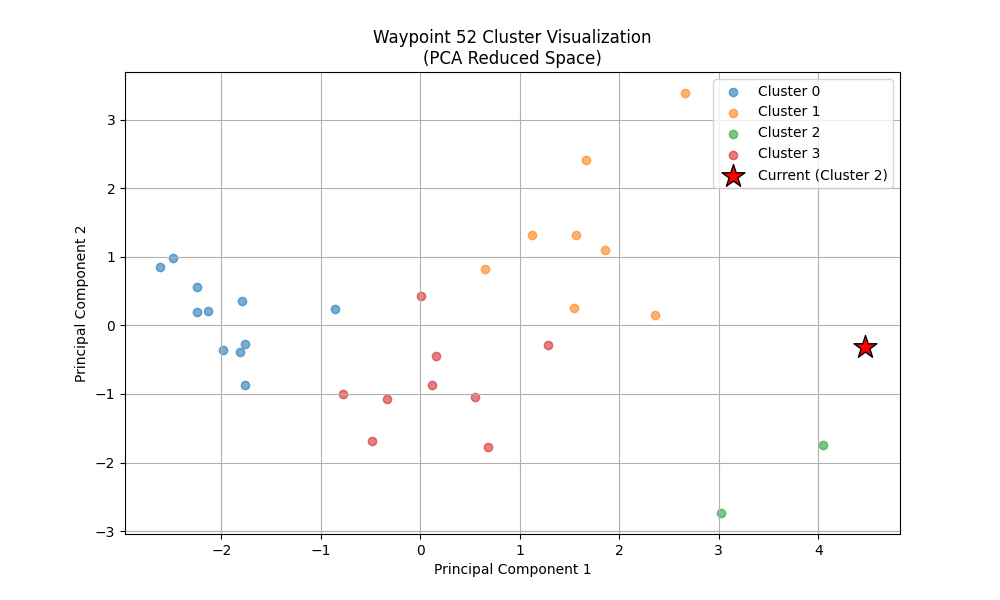 Waypoint 52 Cluster Visualization
(PCA Reduced Space)
Cluster 0
Cluster 1
Cluster 2
Cluster 3
Current (Cluster 2)
Principal Component 2
3
2
1
0
−1
−2
−3
−2 −1 0 1 2 3 4
Principal Component 1